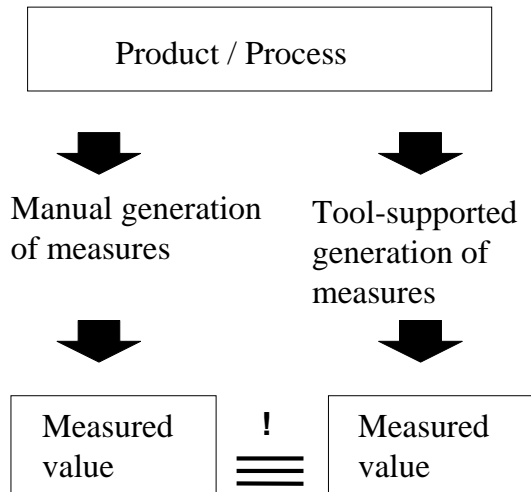 Product / Process
Manual generation
of measures
Tool-supported
generation of
measures
Measured
value
!
Measured
value